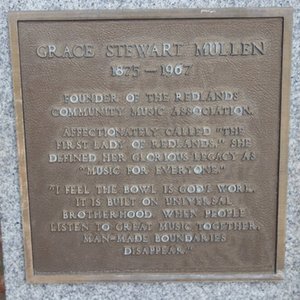 GRACE STEWART MULLEN
1875 – 1967
FOUNDER OF THE REDLANDS
COMMUNITY MUSIC ASSOCIATION.
AFFECTIONATELY CALLED "THE
FIRST LADY OF REDLANDS," SHE
DEFINED HER GLORIOUS LEGACY AS
"MUSIC FOR EVERYONE"
"I FEEL THE BOWL IS GOD'S WORK.
IT IS BUILT ON UNIVERSAL
BROTHERHOOD. WHEN PEOPLE
LISTEN TO GREAT MUSIC TOGETHER,
MAN-MADE BOUNDARIES
DISAPPEAR."